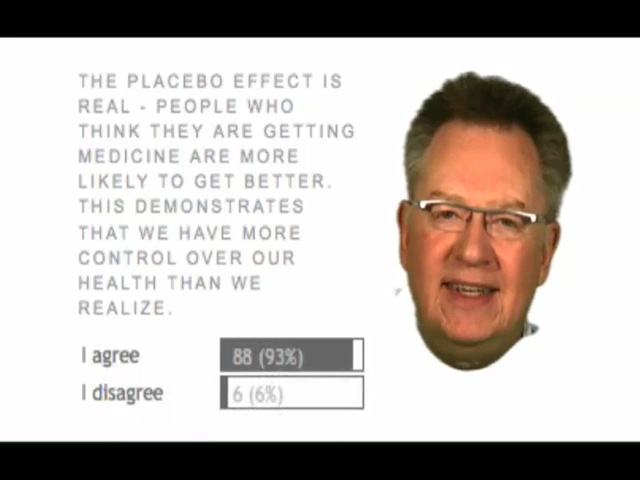 THE PLACEBO EFFECT IS
REAL - PEOPLE WHO
THINK THEY ARE GETTING
MEDICINE ARE MORE
LIKELY TO GET BETTER.
THIS DEMONSTRATES
THAT WE HAVE MORE
CONTROL OVER OUR
HEALTH THAN WE
REALIZE.
I agree 88 (93%)
I disagree 6 (6%)